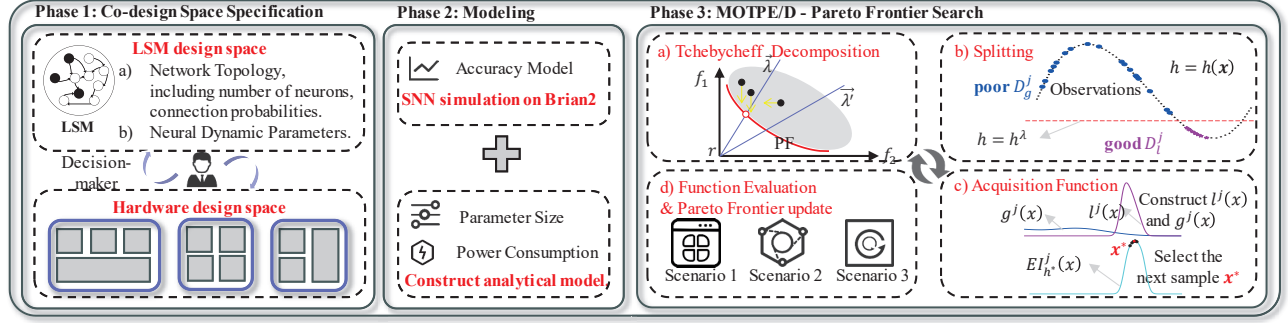 Phase 1: Co-design Space Specification
LSM design space
a) Network Topology,
including number of neurons,
connection probabilities.
b) Neural Dynamic Parameters.
LSM
Decision-
maker
Hardware design space
Phase 2: Modeling
Accuracy Model
SNN simulation on Brian2
Parameter Size
Power Consumption
Construct analytical model
Phase 3: MOTPE/D - Pareto Frontier Search
a) Tchebycheff Decomposition
f₁
λ⃗
λ⃗'
r
PF
f₂
b) Splitting
h = h(x)
poor D_g^j
Observations
h = h^λ
good D_l^j
d) Function Evaluation
& Pareto Frontier update
Scenario 1 Scenario 2 Scenario 3
c) Acquisition Function
g^j(x)
l^j(x)
Construct l^j(x)
and g^j(x)
EI_{h*}^j(x)
x*
Select the
next sample x*